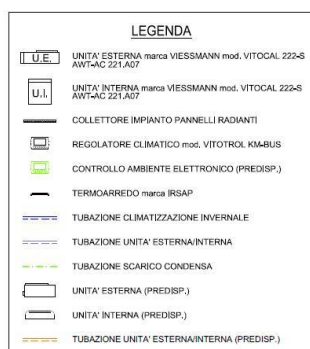 LEGENDA
U.E.
UNITA' ESTERNA marca VIESSMANN mod. VITOCAL 222-S
AWT-AC 221.A07
U.I.
UNITA' INTERNA marca VIESSMANN mod. VITOCAL 222-S
AWT-AC 221.A07
COLLETTORE IMPIANTO PANNELLI RADIANTI
REGOLATORE CLIMATICO mod. VITOTROL KM-BUS
CONTROLLO AMBIENTE ELETTRONICO (PREDISP.)
TERMOARREDO marca IRSAP
TUBAZIONE CLIMATIZZAZIONE INVERNALE
TUBAZIONE UNITA' ESTERNA/INTERNA
TUBAZIONE SCARICO CONDENSA
UNITA' ESTERNA (PREDISP.)
UNITA' INTERNA (PREDISP.)
TUBAZIONE UNITA' ESTERNA/INTERNA (PREDISP.)